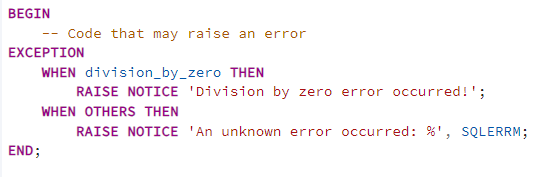 BEGIN
    -- Code that may raise an error
EXCEPTION
    WHEN division_by_zero THEN
        RAISE NOTICE 'Division by zero error occurred!';
    WHEN OTHERS THEN
        RAISE NOTICE 'An unknown error occurred: %', SQLERRM;
END;